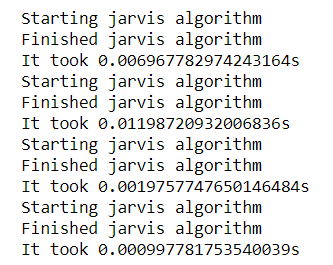 Starting jarvis algorithm
Finished jarvis algorithm
It took 0.006967782974243164s
Starting jarvis algorithm
Finished jarvis algorithm
It took 0.01198720932006836s
Starting jarvis algorithm
Finished jarvis algorithm
It took 0.0019757747650146484s
Starting jarvis algorithm
Finished jarvis algorithm
It took 0.000997781753540039s